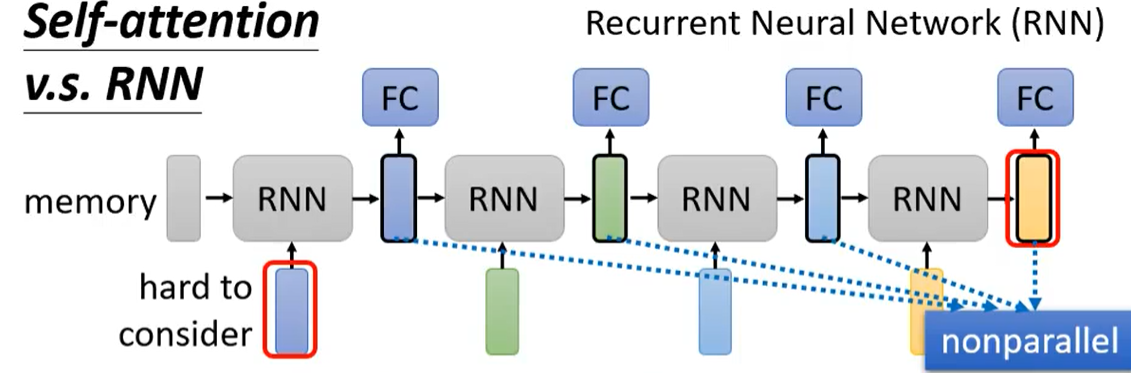 Self-attention
v.s. RNN
Recurrent Neural Network (RNN)
FC
FC
FC
FC
memory
RNN
RNN
RNN
RNN
hard to
consider
nonparallel